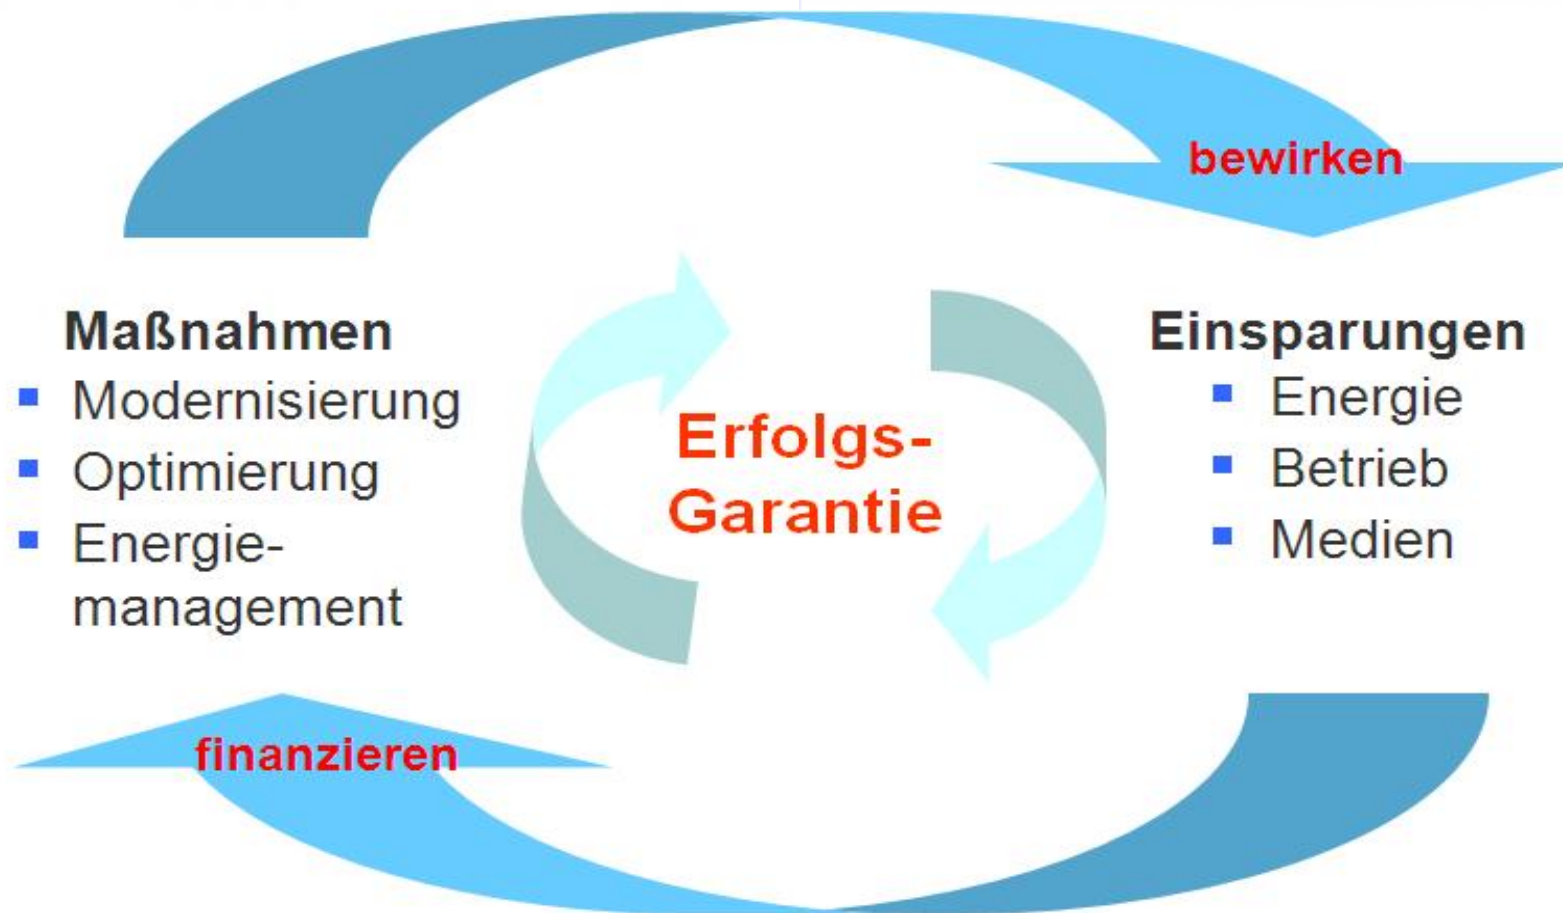 bewirken
Maßnahmen
Modernisierung
Optimierung
Energie-
management
Erfolgs-
Garantie
Einsparungen
Energie
Betrieb
Medien
finanzieren